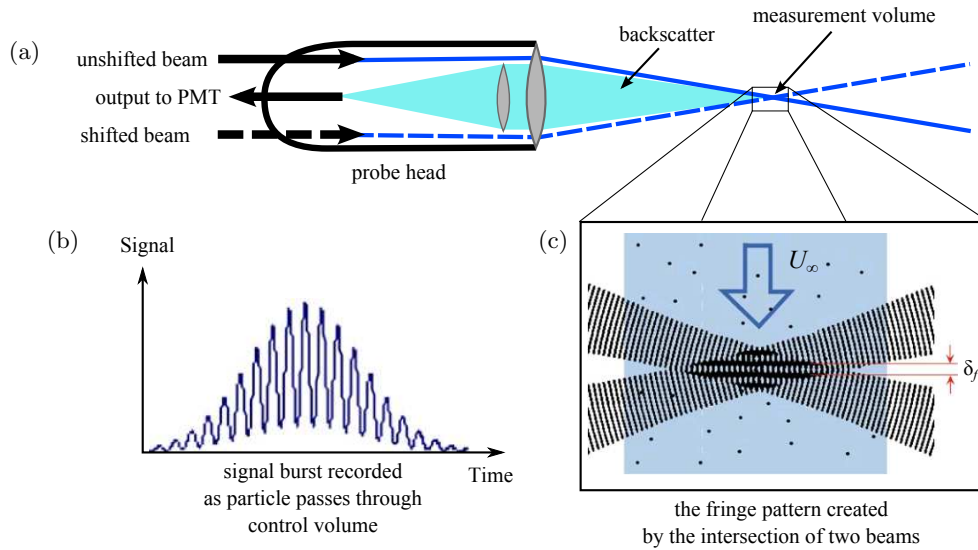 (a)
measurement volume
backscatter
unshifted beam
output to PMT
shifted beam
probe head
(b)
Signal
Time
signal burst recorded
as particle passes through
control volume
(c)
U∞
δf
the fringe pattern created
by the intersection of two beams